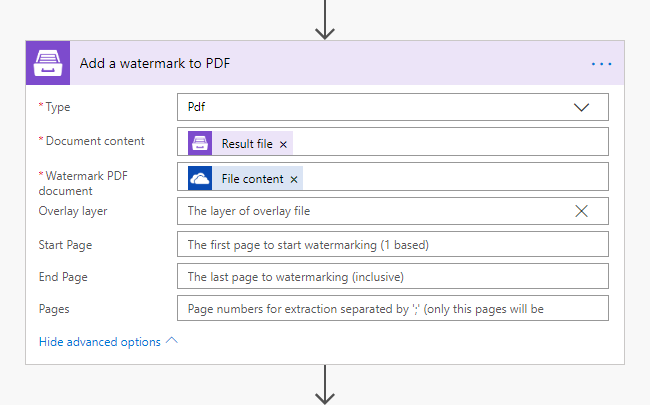 Add a watermark to PDF
* Type
Pdf
* Document content
Result file ×
* Watermark PDF
document
File content ×
Overlay layer
The layer of overlay file
Start Page
The first page to start watermarking (1 based)
End Page
The last page to watermarking (inclusive)
Pages
Page numbers for extraction separated by ';' (only this pages will be
Hide advanced options